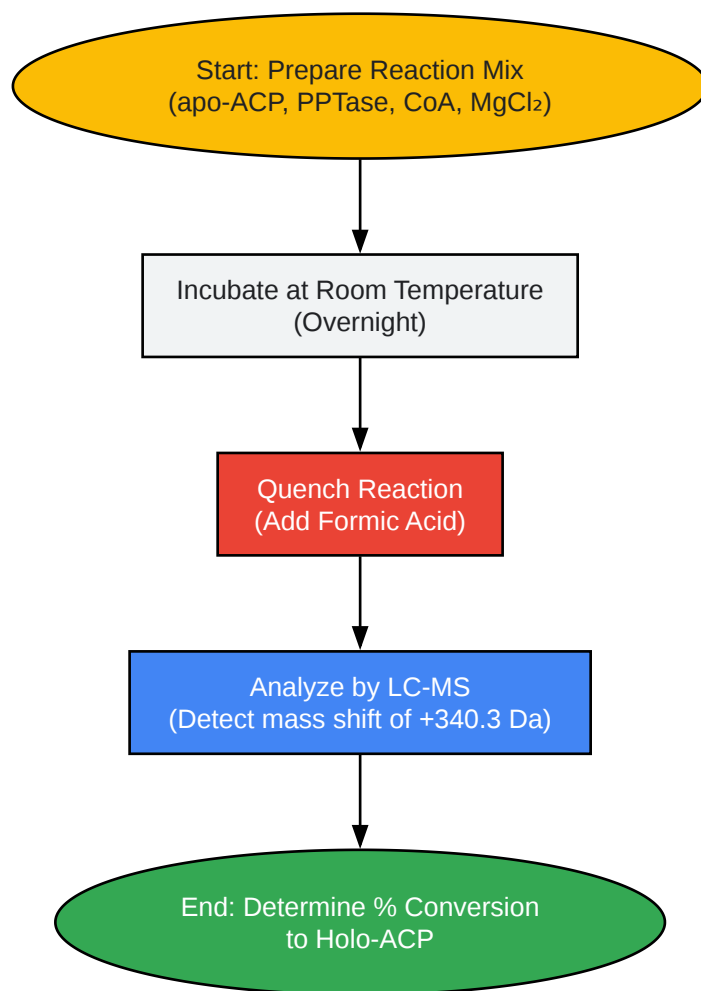 Start: Prepare Reaction Mix
(apo-ACP, PPTase, CoA, MgCl₂)
Incubate at Room Temperature
(Overnight)
Quench Reaction
(Add Formic Acid)
Analyze by LC-MS
(Detect mass shift of +340.3 Da)
End: Determine % Conversion
to Holo-ACP